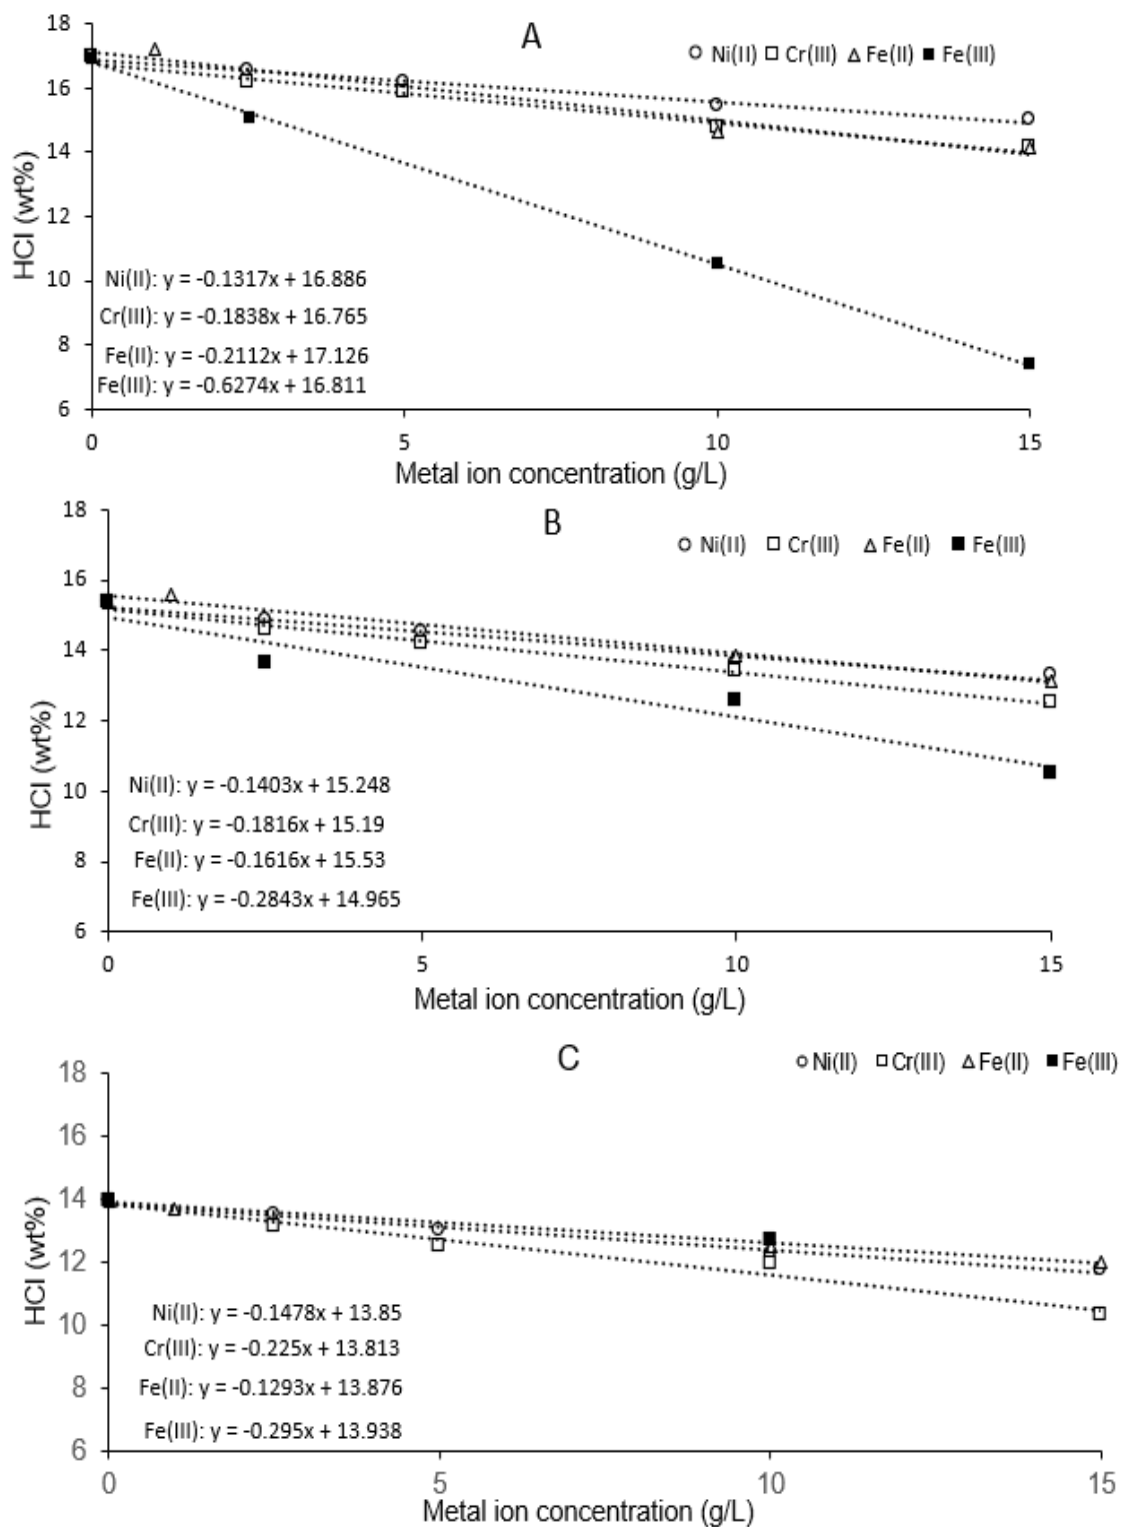 A
Ni(II) Cr(III) Fe(II) Fe(III)
18
16
14
12
10
8
6
HCl (wt%)
Ni(II): y = -0.1317x + 16.886
Cr(III): y = -0.1838x + 16.765
Fe(II): y = -0.2112x + 17.126
Fe(III): y = -0.6274x + 16.811
0 5 10 15
Metal ion concentration (g/L)
B
Ni(II) Cr(III) Fe(II) Fe(III)
18
16
14
12
10
8
6
HCl (wt%)
Ni(II): y = -0.1403x + 15.248
Cr(III): y = -0.1816x + 15.19
Fe(II): y = -0.1616x + 15.53
Fe(III): y = -0.2843x + 14.965
0 5 10 15
Metal ion concentration (g/L)
C
Ni(II) Cr(III) Fe(II) Fe(III)
18
16
14
12
10
8
6
HCl (wt%)
Ni(II): y = -0.1478x + 13.85
Cr(III): y = -0.225x + 13.813
Fe(II): y = -0.1293x + 13.876
Fe(III): y = -0.295x + 13.938
0 5 10 15
Metal ion concentration (g/L)